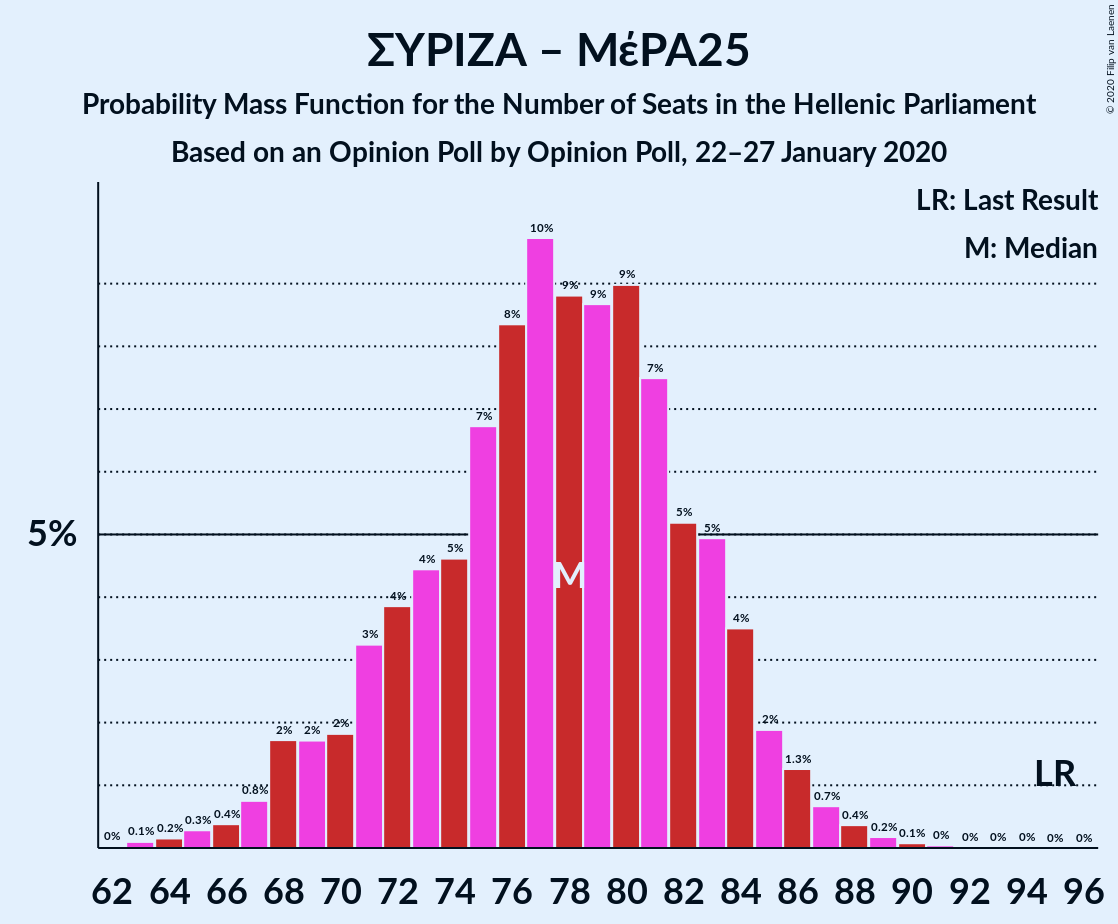 ΣΥΡΙΖΑ – ΜέΡΑ25
Probability Mass Function for the Number of Seats in the Hellenic Parliament
Based on an Opinion Poll by Opinion Poll, 22–27 January 2020
© 2020 Filip van Laenen
LR: Last Result
M: Median
5%
0% 0.1% 0.2% 0.3% 0.4% 0.8% 2% 2% 2% 3% 4% 4% 5% 7% 8% 10% 9% 9% 9% 7% 5% 5% 4% 2% 1.3% 0.7% 0.4% 0.2% 0.1% 0% 0% 0% 0% 0% 0%
M
LR
62 64 66 68 70 72 74 76 78 80 82 84 86 88 90 92 94 96